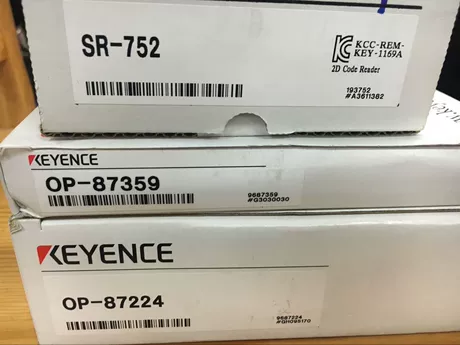 SR-752
KCC-REM-
KEY-1169A
2D Code Reader
193752
#A3611382
KEYENCE
OP-87359
9687359
#G3030030
KEYENCE
OP-87224
9687224
#GH095170